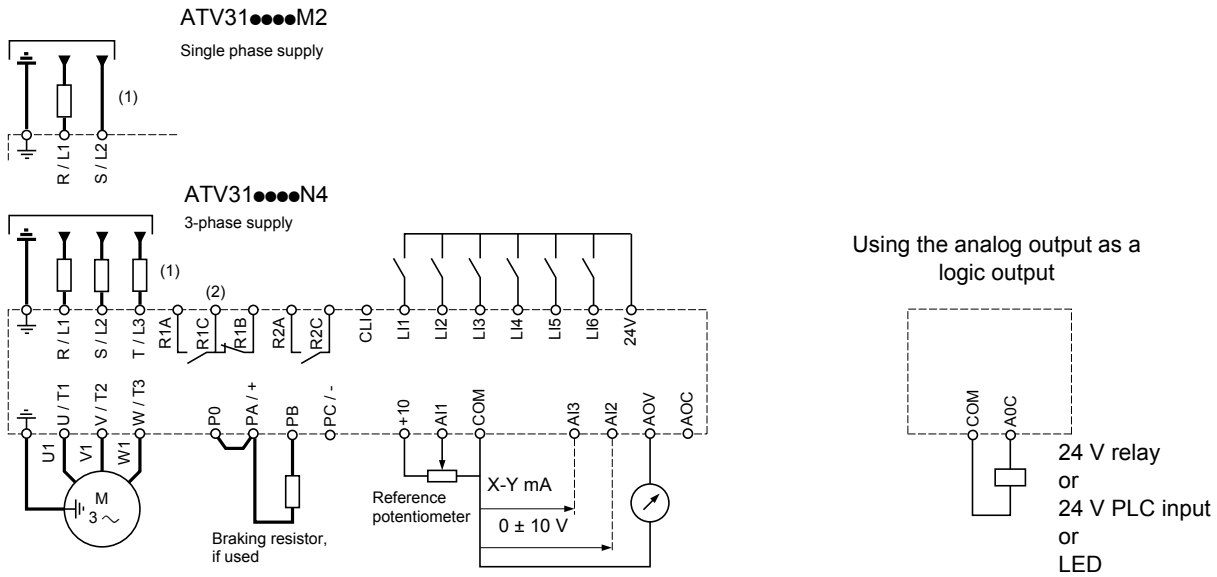 ATV31●●●●M2
Single phase supply
(1)
R / L1
S / L2
ATV31●●●●N4
3-phase supply
(1)
(2)
R / L1
S / L2
T / L3
R1A
R1C
R1B
R2A
R2C
CLI
LI1
LI2
LI3
LI4
LI5
LI6
24V
U / T1
V / T2
W / T3
P0
PA / +
PB
PC / -
+10
AI1
COM
AI3
AI2
AOV
AOC
U1
V1
W1
M
3 ~
Braking resistor,
if used
Reference
potentiometer
X-Y mA
0 ± 10 V
Using the analog output as a
logic output
COM
A0C
24 V relay
or
24 V PLC input
or
LED